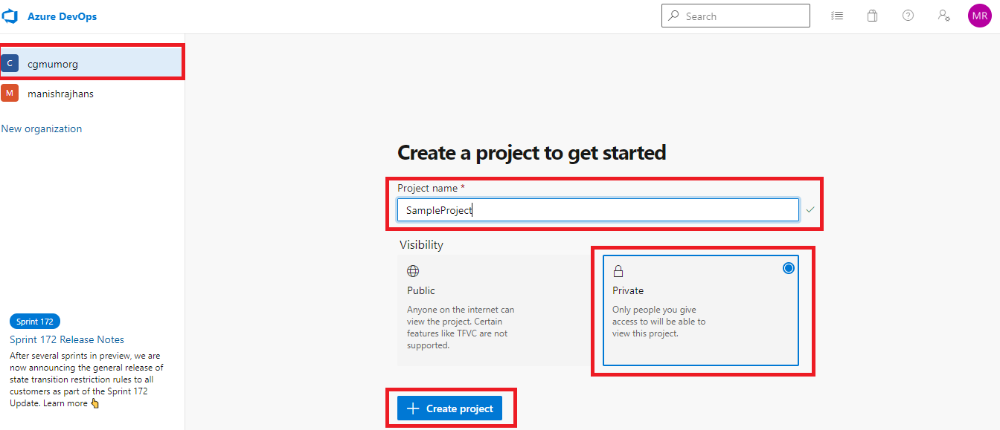 Azure DevOps
Search
MR
C
cgmumorg
M
manishrajhans
New organization
Create a project to get started
Project name *
SampleProject
Visibility
Public
Anyone on the internet can
view the project. Certain
features like TFVC are not
supported.
Private
Only people you give
access to will be able to
view this project.
Create project
Sprint 172
Sprint 172 Release Notes
After several sprints in preview, we are
now announcing the general release of
state transition restriction rules to all
customers as part of the Sprint 172
Update. Learn more 👆